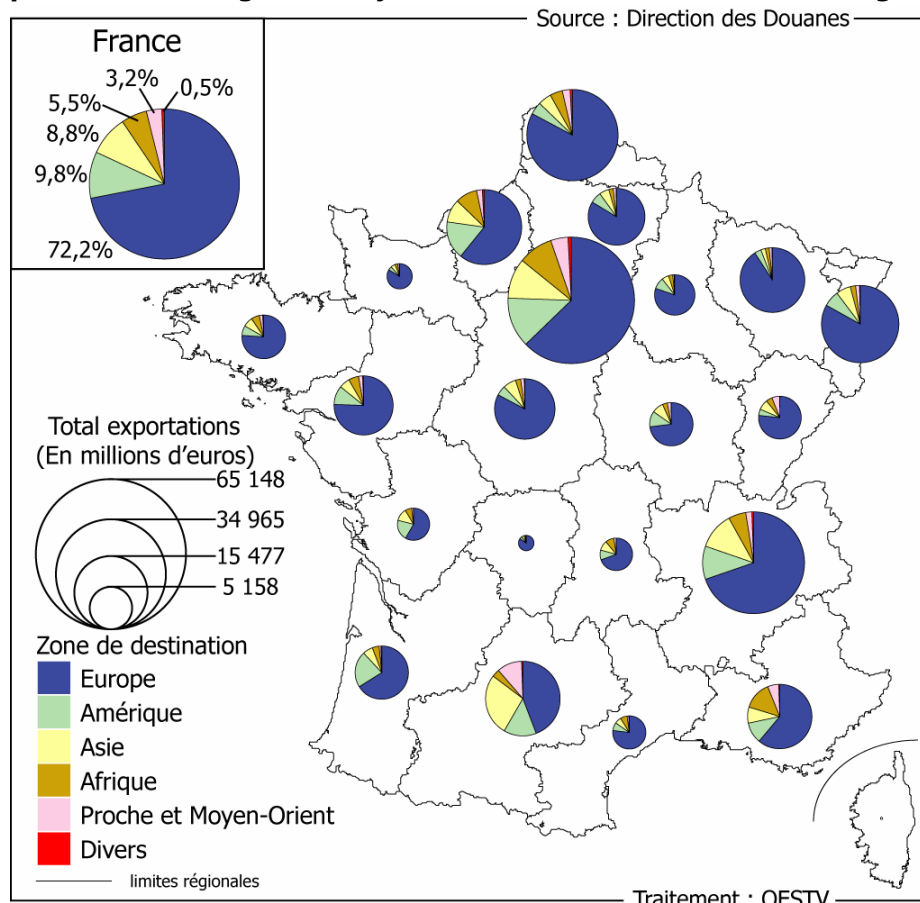 Source : Direction des Douanes
France
3,2%
0,5%
5,5%
8,8%
9,8%
72,2%
Total exportations
(En millions d'euros)
65 148
34 965
15 477
5 158
Zone de destination
Europe
Amérique
Asie
Afrique
Proche et Moyen-Orient
Divers
limites régionales
Traitement : OESTV